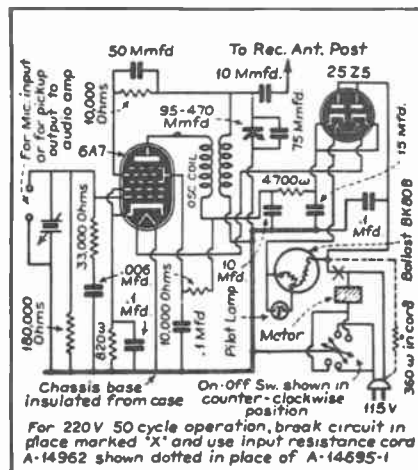 50 Mmfd
To Rec. Ant. Post
10 Mmfd.
25Z5
10,000 Ohms
For Mic. input or for pickup output to audio amp
95-470 Mmfd
6A7
OSC COIL
75 Mmfd.
15 Mfd.
4700ω
33,000 Ohms
.006 Mfd
.1 Mfd
180,000 Ohms
820ω
10,000 Ohms
.1 Mfd
10 Mfd.
.1 Mfd
Pilot Lamp
Motor
Ballast BK80B
360 ω in cord
X
115 V
Chassis base
insulated from case
On-Off Sw. shown in
counter-clockwise
position
For 220 V 50 cycle operation, break circuit in
place marked "X" and use input resistance cord
A-14962 shown dotted in place of A-14695-1